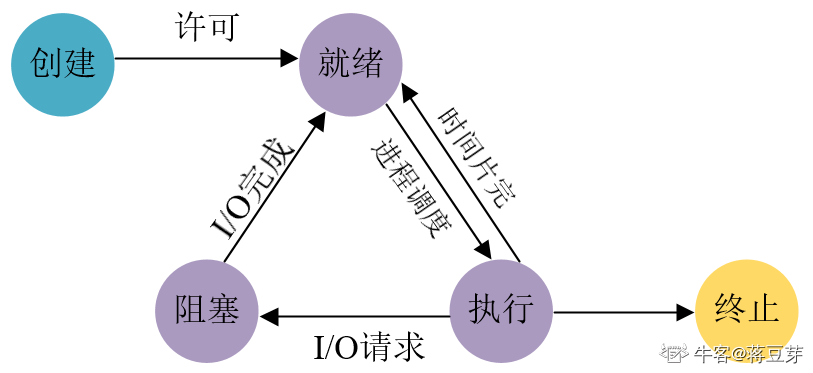 许可
创建
就绪
时间片完
进程调度
I/O完成
阻塞
执行
终止
I/O请求
牛客@蒋豆芽